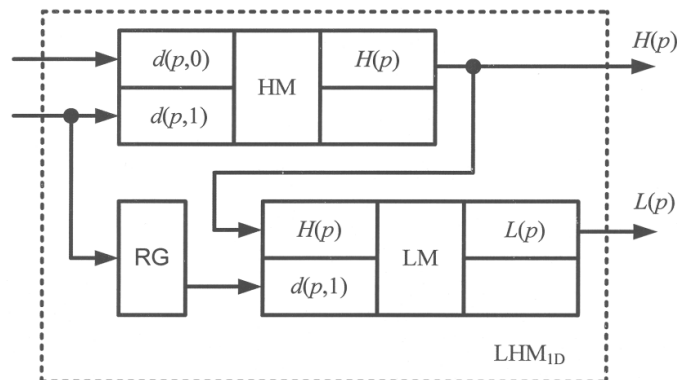 H(p)
d(p,0) HM H(p)
d(p,1)
L(p)
H(p) LM L(p)
RG
d(p,1)
LHM1D